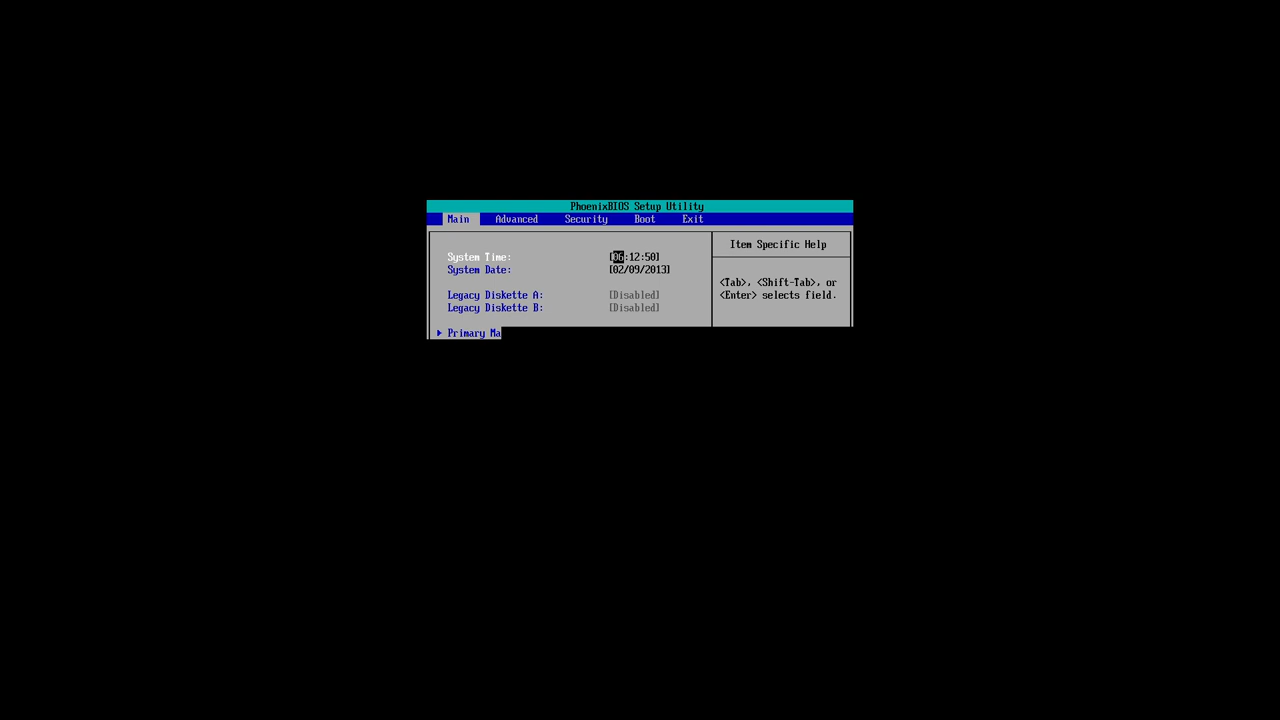 PhoenixBIOS Setup Utility
Main Advanced Security Boot Exit
Item Specific Help
System Time: [06:12:50]
System Date: [02/09/2013]
<Tab>, <Shift-Tab>, or
<Enter> selects field.
Legacy Diskette A: [Disabled]
Legacy Diskette B: [Disabled]
Primary Ma